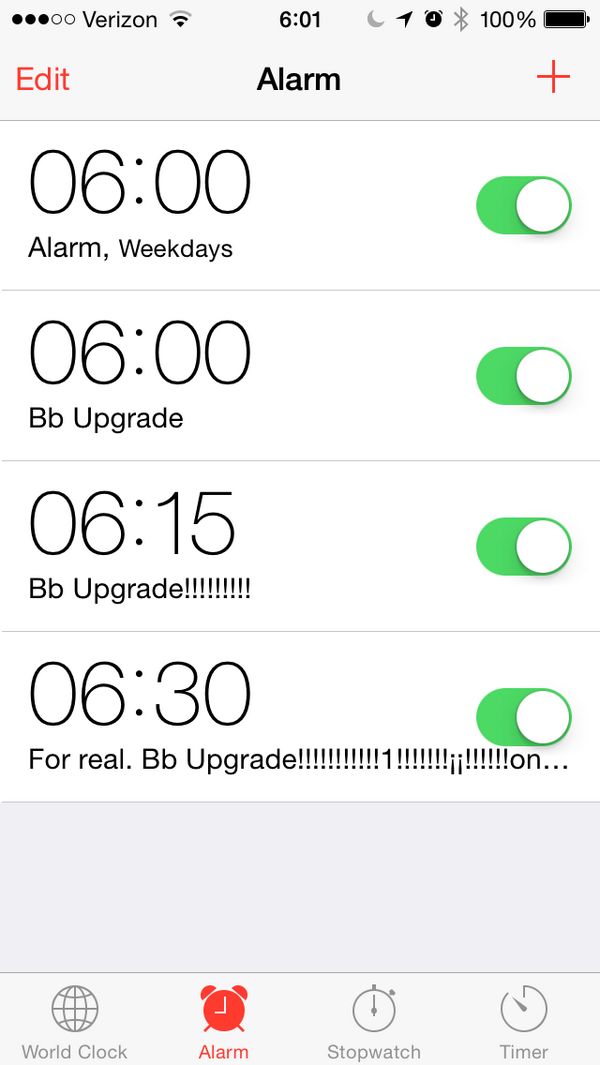 Verizon 6:01 100%
Edit Alarm
06:00
Alarm, Weekdays
06:00
Bb Upgrade
06:15
Bb Upgrade!!!!!!!!!
06:30
For real. Bb Upgrade!!!!!!!!!!!1!!!!!!!¡¡!!!!!!on…
World Clock Alarm Stopwatch Timer